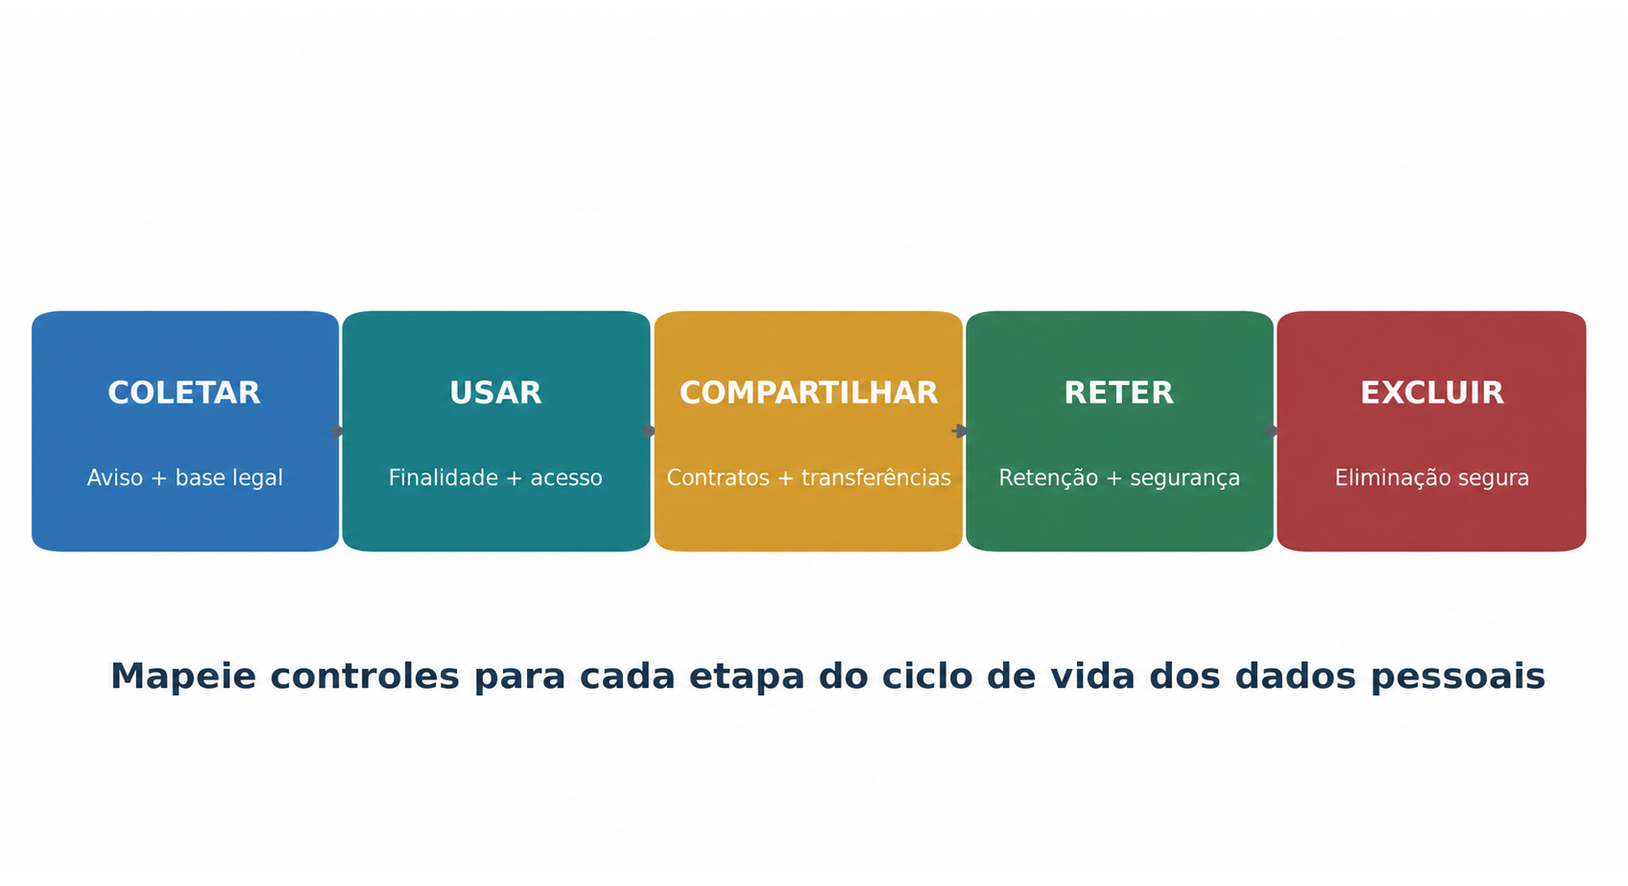 COLETAR
Aviso + base legal
USAR
Finalidade + acesso
COMPARTILHAR
Contratos + transferências
RETER
Retenção + segurança
EXCLUIR
Eliminação segura
Mapeie controles para cada etapa do ciclo de vida dos dados pessoais